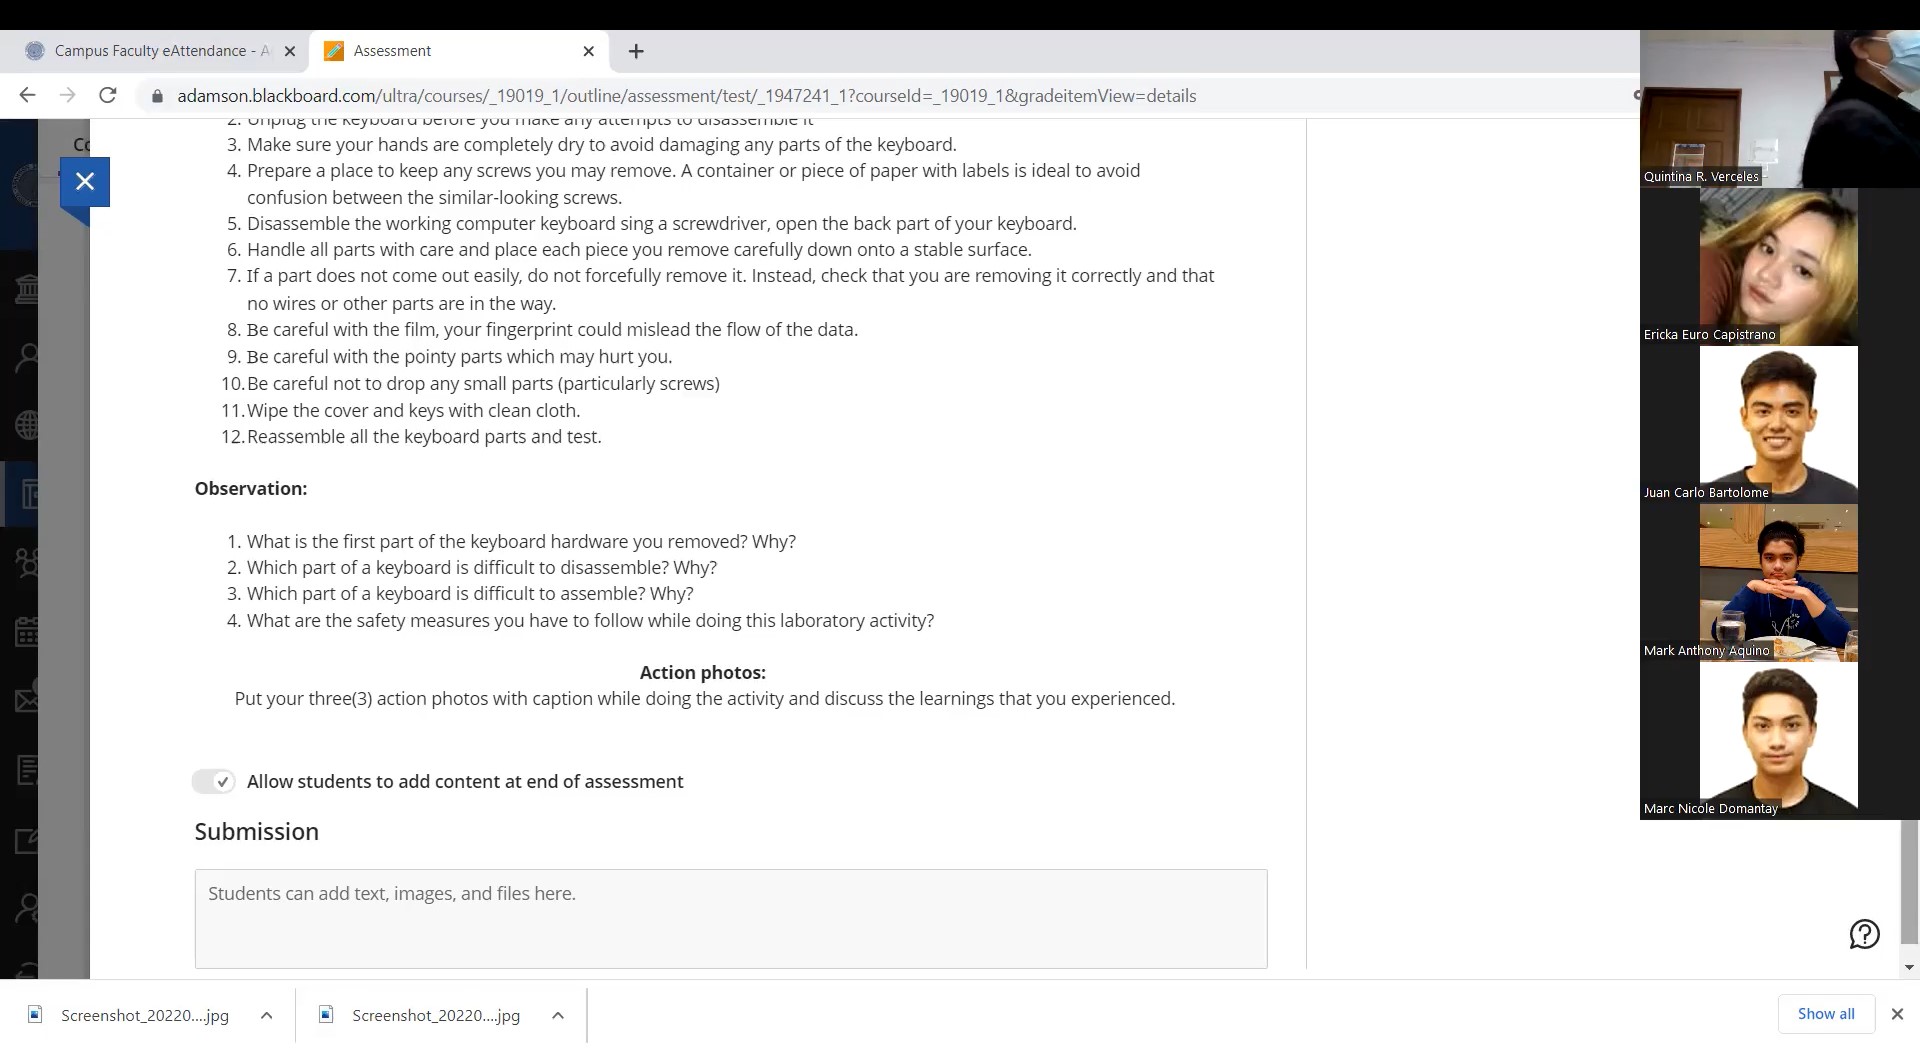 Campus Faculty eAttendance - A
Assessment
adamson.blackboard.com/ultra/courses/_19019_1/outline/assessment/test/_1947241_1?courseId=_19019_1&gradeitemView=details
Quintina R. Verceles
2. Unplug the keyboard before you make any attempts to disassemble it
Co
3. Make sure your hands are completely dry to avoid damaging any parts of the keyboard.
4. Prepare a place to keep any screws you may remove. A container or piece of paper with labels is ideal to avoid
confusion between the similar-looking screws.
5. Disassemble the working computer keyboard sing a screwdriver, open the back part of your keyboard.
6. Handle all parts with care and place each piece you remove carefully down onto a stable surface.
7. If a part does not come out easily, do not forcefully remove it. Instead, check that you are removing it correctly and that
no wires or other parts are in the way.
8. Be careful with the film, your fingerprint could mislead the flow of the data.
9. Be careful with the pointy parts which may hurt you.
10. Be careful not to drop any small parts (particularly screws)
11. Wipe the cover and keys with clean cloth.
12. Reassemble all the keyboard parts and test.
Ericka Euro Capistrano
Observation:
1. What is the first part of the keyboard hardware you removed? Why?
2. Which part of a keyboard is difficult to disassemble? Why?
3. Which part of a keyboard is difficult to assemble? Why?
4. What are the safety measures you have to follow while doing this laboratory activity?
Juan Carlo Bartolome
Action photos:
Put your three(3) action photos with caption while doing the activity and discuss the learnings that you experienced.
Mark Anthony Aquino
Allow students to add content at end of assessment
Marc Nicole Domantay
Submission
Students can add text, images, and files here.
Screenshot_20220....jpg
Screenshot_20220....jpg
Show all